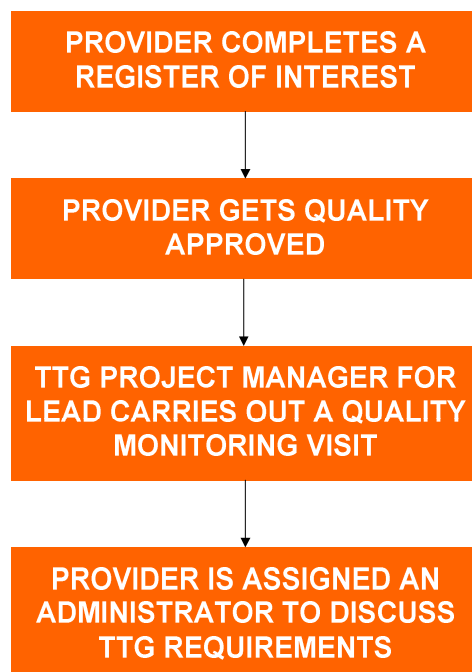 PROVIDER COMPLETES A
REGISTER OF INTEREST
PROVIDER GETS QUALITY
APPROVED
TTG PROJECT MANAGER FOR
LEAD CARRIES OUT A QUALITY
MONITORING VISIT
PROVIDER IS ASSIGNED AN
ADMINISTRATOR TO DISCUSS
TTG REQUIREMENTS